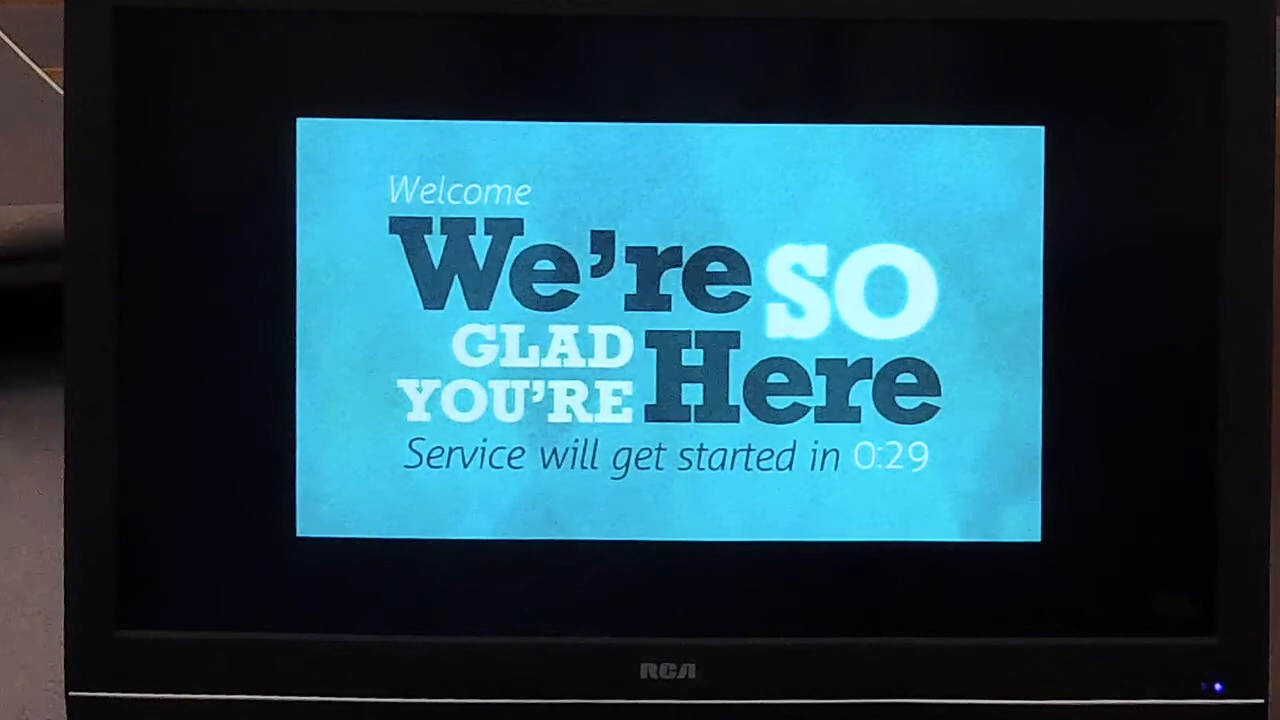 Welcome
We're SO
GLAD
YOU'RE Here
Service will get started in 0:29
RCA